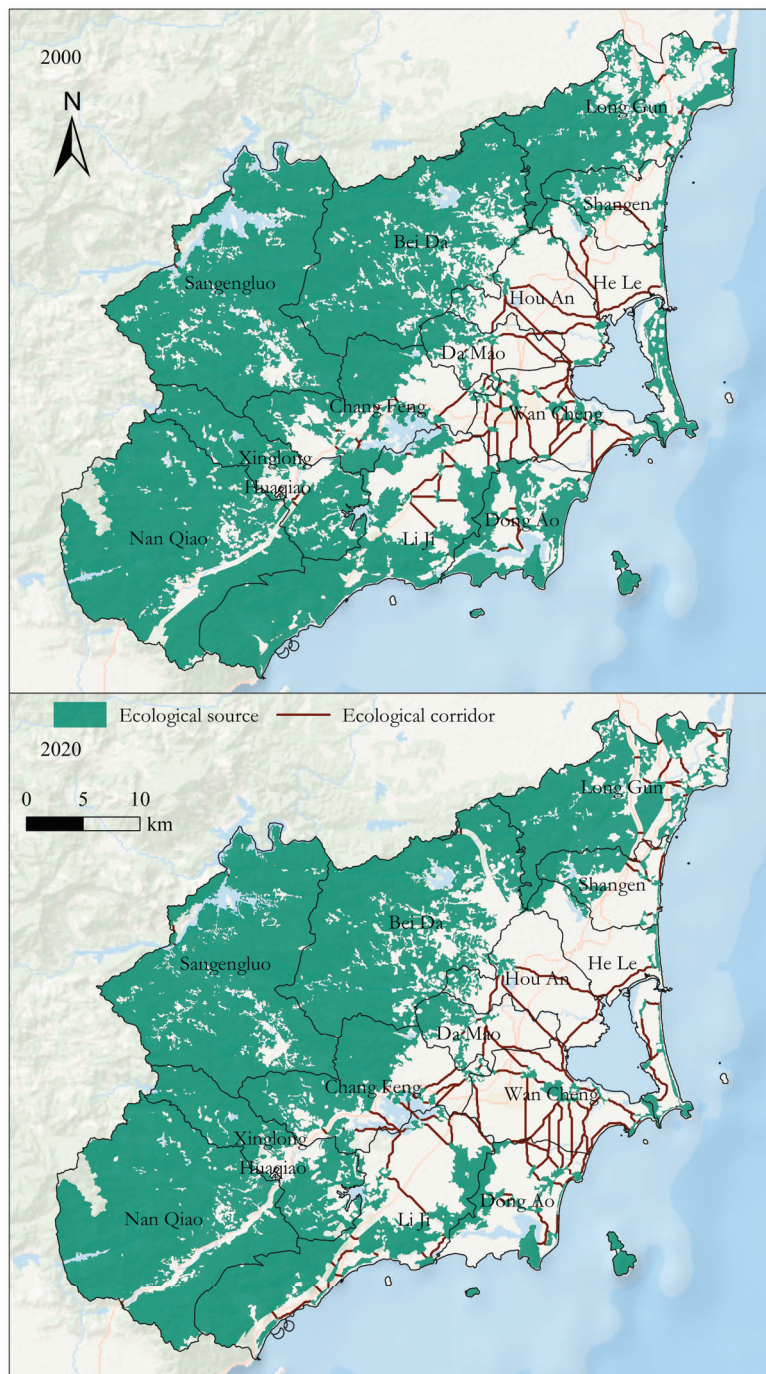 2000
N
Long Gun
Shangen
Bei Da
Sangengluo
He Le
Hou An
Da Mao
Chang Feng
Wan Cheng
Xinglong
Huaqiao
Dong Ao
Nan Qiao
Li Ji
Ecological source
Ecological corridor
2020
0 5 10
km
Long Gun
Shangen
Bei Da
Sangengluo
He Le
Hou An
Da Mao
Chang Feng
Wan Cheng
Xinglong
Huaqiao
Dong Ao
Nan Qiao
Li Ji